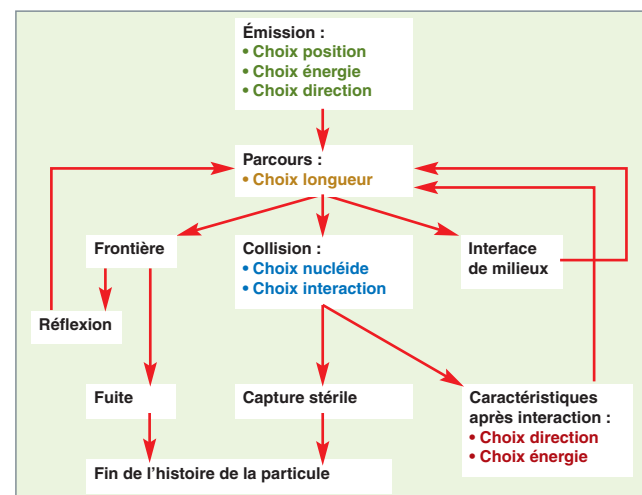 Émission :
• Choix position
• Choix énergie
• Choix direction
Parcours :
• Choix longueur
Frontière
Collision :
• Choix nucléide
• Choix interaction
Interface
de milieux
Réflexion
Fuite
Capture stérile
Caractéristiques
après interaction :
• Choix direction
• Choix énergie
Fin de l'histoire de la particule